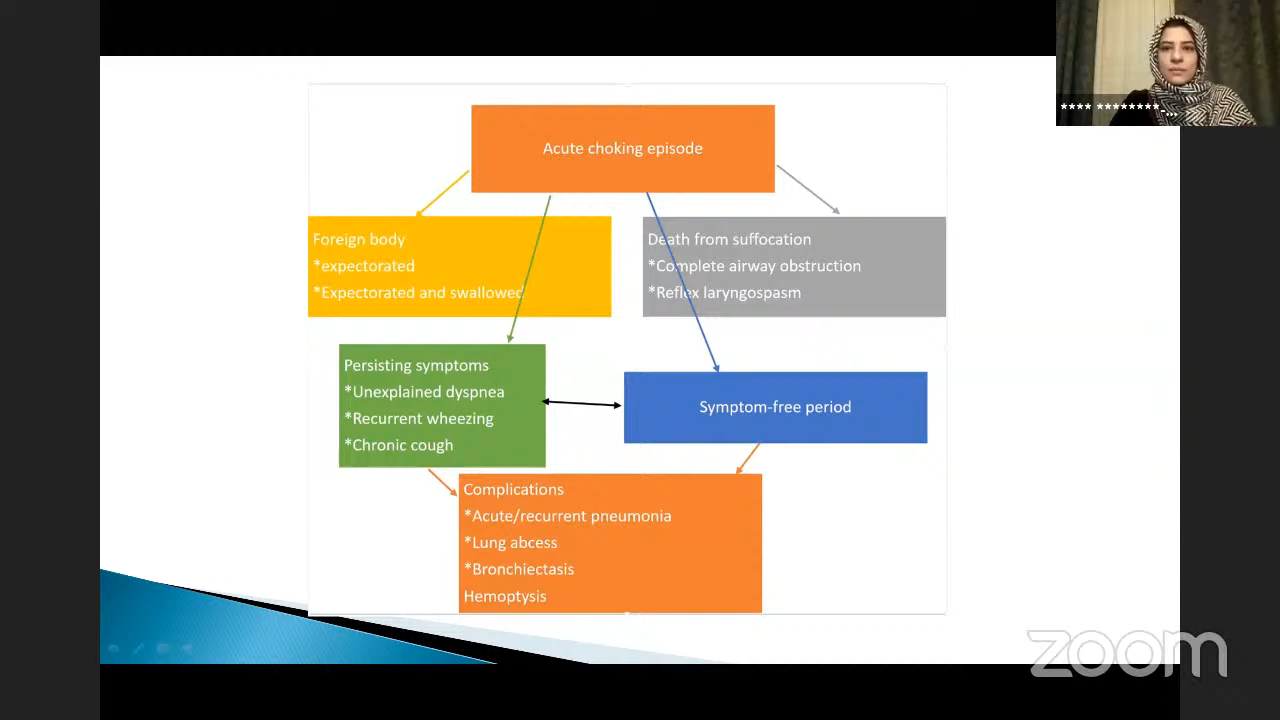 **** ********-...
Acute choking episode
Foreign body
*expectorated
*Expectorated and swallowed
Death from suffocation
*Complete airway obstruction
*Reflex laryngospasm
Persisting symptoms
*Unexplained dyspnea
*Recurrent wheezing
*Chronic cough
Symptom-free period
Complications
*Acute/recurrent pneumonia
*Lung abcess
*Bronchiectasis
Hemoptysis
zoom